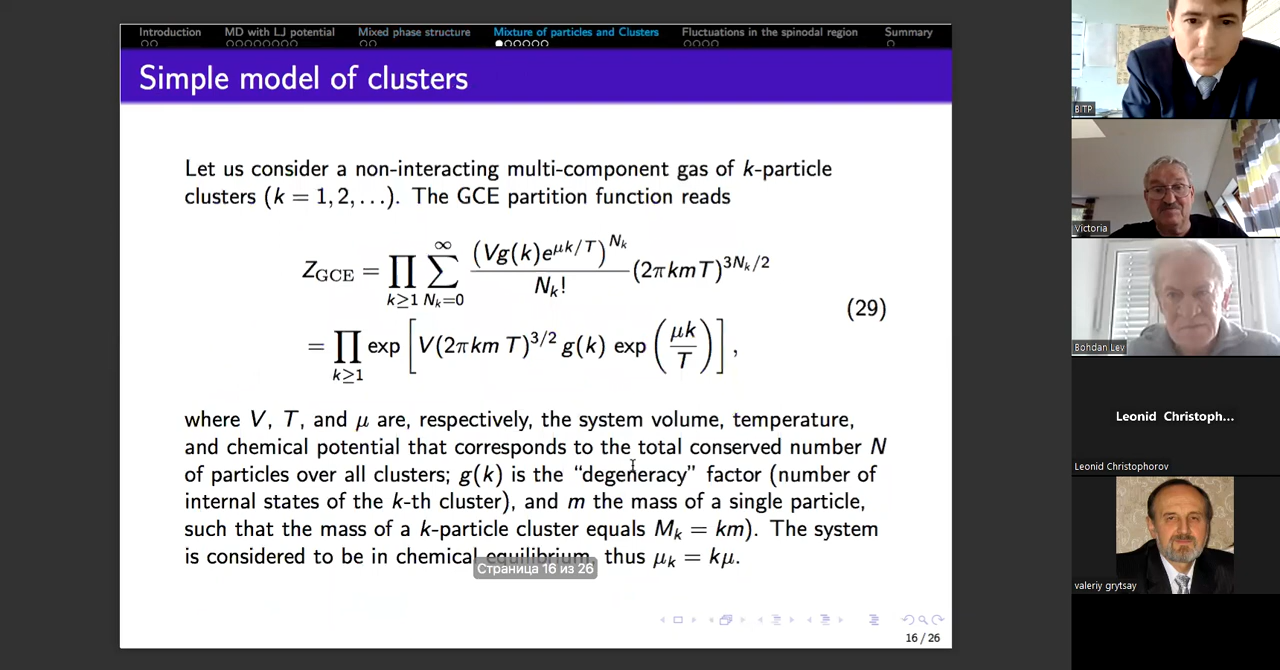 Introduction MD with LJ potential Mixed phase structure Mixture of particles and Clusters Fluctuations in the spinodal region Summary
Simple model of clusters
Let us consider a non-interacting multi-component gas of k-particle
clusters (k = 1, 2, …). The GCE partition function reads
Z_GCE = ∏_{k≥1} ∑_{N_k=0}^{∞} (Vg(k)e^{μk/T})^{N_k} / N_k! (2πkmT)^{3N_k/2}
= ∏_{k≥1} exp [ V(2πkm T)^{3/2} g(k) exp (μk/T) ] ,
(29)
where V, T, and μ are, respectively, the system volume, temperature,
and chemical potential that corresponds to the total conserved number N
of particles over all clusters; g(k) is the “degeneracy” factor (number of
internal states of the k-th cluster), and m the mass of a single particle,
such that the mass of a k-particle cluster equals M_k = km). The system
is considered to be in chemical equilibrium, thus μ_k = kμ.
Страница 16 из 26
16 / 26
BITP
Victoria
Bohdan Lev
Leonid Christoph...
Leonid Christophorov
valeriy grytsay